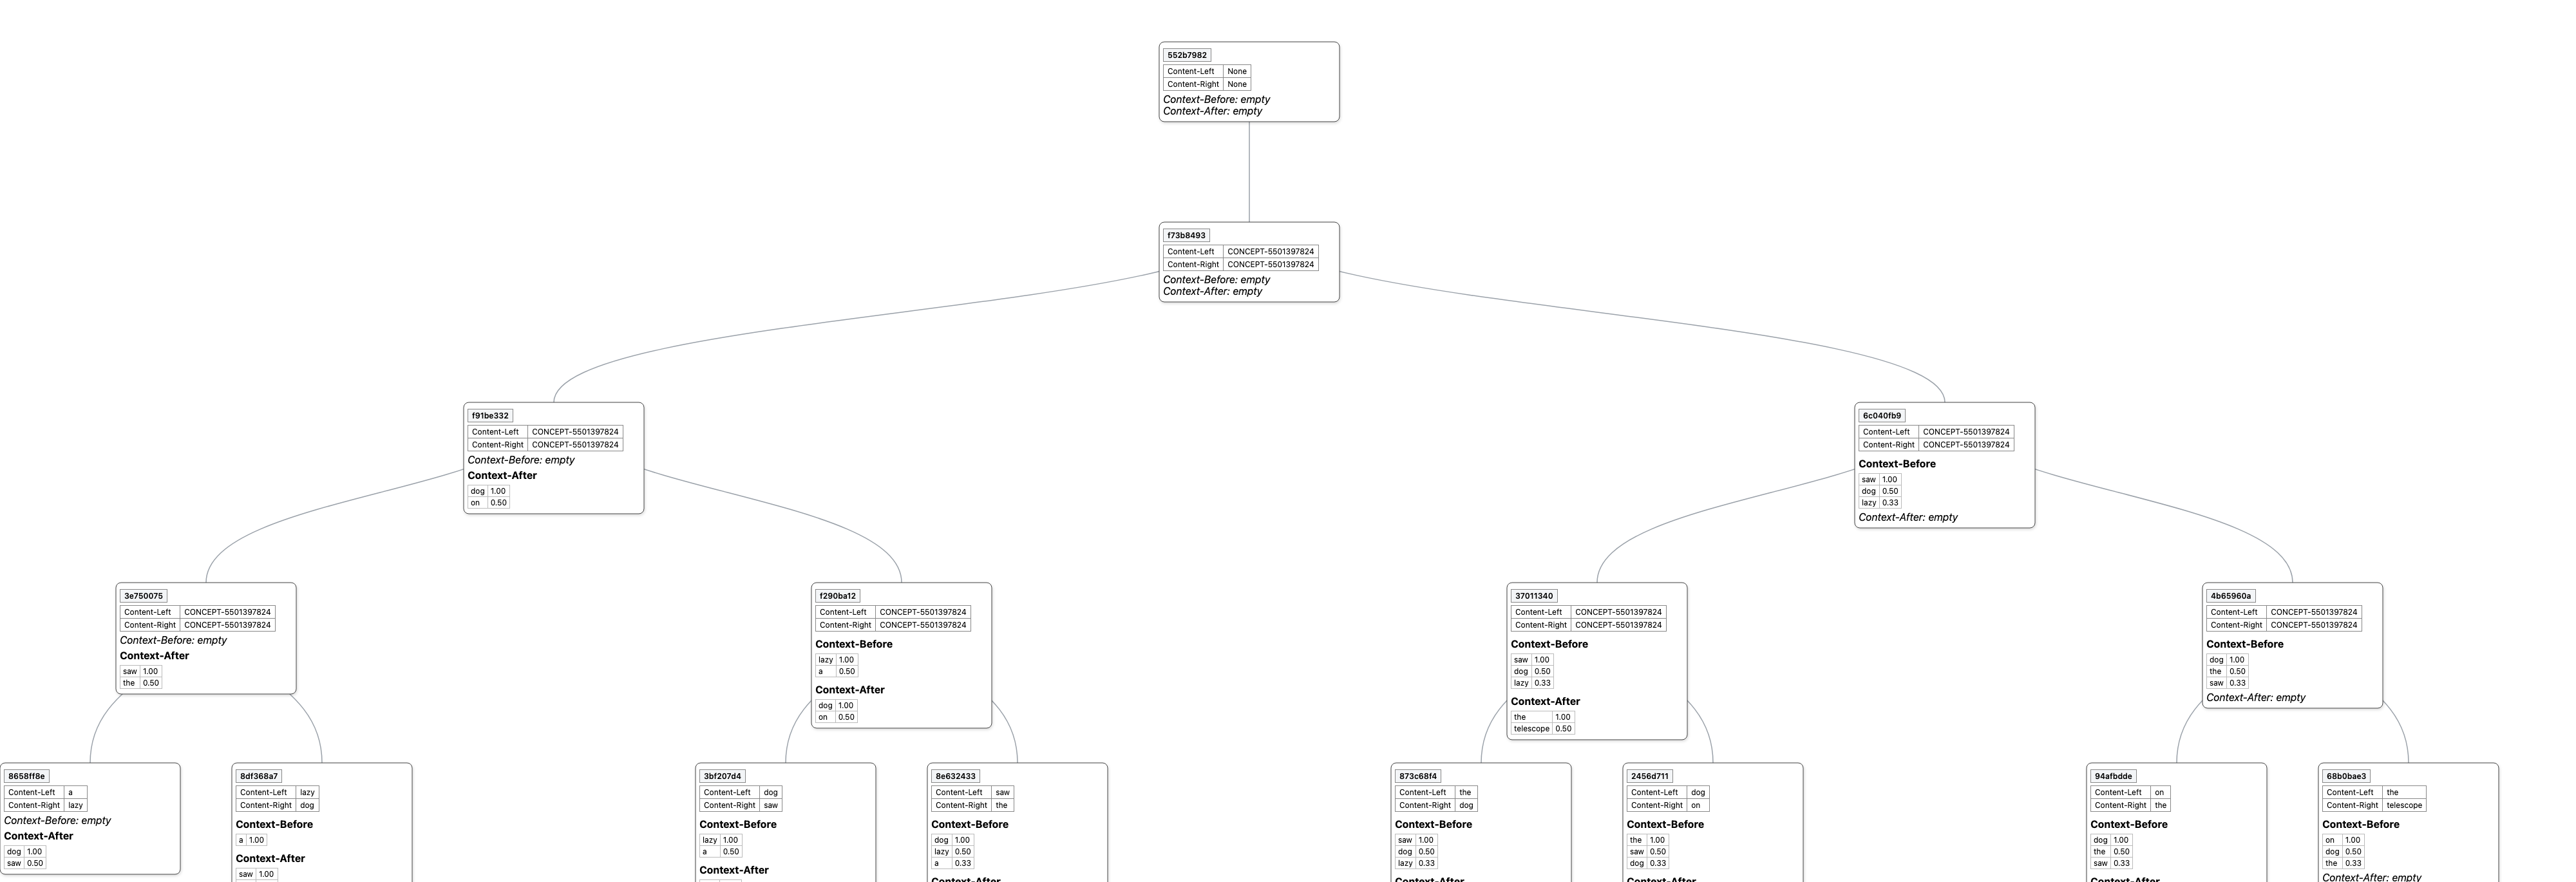 552b7982
Content-Left None
Content-Right None
Context-Before: empty
Context-After: empty
f73b8493
Content-Left CONCEPT-5501397824
Content-Right CONCEPT-5501397824
Context-Before: empty
Context-After: empty
f91be332
Content-Left CONCEPT-5501397824
Content-Right CONCEPT-5501397824
Context-Before: empty
Context-After
dog 1.00
on 0.50
6c040fb9
Content-Left CONCEPT-5501397824
Content-Right CONCEPT-5501397824
Context-Before
saw 1.00
dog 0.50
lazy 0.33
Context-After: empty
3e750075
Content-Left CONCEPT-5501397824
Content-Right CONCEPT-5501397824
Context-Before: empty
Context-After
saw 1.00
the 0.50
f290ba12
Content-Left CONCEPT-5501397824
Content-Right CONCEPT-5501397824
Context-Before
lazy 1.00
a 0.50
Context-After
dog 1.00
on 0.50
37011340
Content-Left CONCEPT-5501397824
Content-Right CONCEPT-5501397824
Context-Before
saw 1.00
dog 0.50
lazy 0.33
Context-After
the 1.00
telescope 0.50
4b65960a
Content-Left CONCEPT-5501397824
Content-Right CONCEPT-5501397824
Context-Before
dog 1.00
the 0.50
saw 0.33
Context-After: empty
8658ff8e
Content-Left a
Content-Right lazy
Context-Before: empty
Context-After
dog 1.00
saw 0.50
8df368a7
Content-Left lazy
Content-Right dog
Context-Before
a 1.00
Context-After
saw 1.00
3bf207d4
Content-Left dog
Content-Right saw
Context-Before
lazy 1.00
a 0.50
Context-After
8e632433
Content-Left saw
Content-Right the
Context-Before
dog 1.00
lazy 0.50
a 0.33
Context-After
873c68f4
Content-Left the
Content-Right dog
Context-Before
saw 1.00
dog 0.50
lazy 0.33
Context-After
2456d711
Content-Left dog
Content-Right on
Context-Before
the 1.00
saw 0.50
dog 0.33
Context-After
94afbdde
Content-Left on
Content-Right the
Context-Before
dog 1.00
the 0.50
saw 0.33
Context-After
68b0bae3
Content-Left the
Content-Right telescope
Context-Before
on 1.00
dog 0.50
the 0.33
Context-After: empty